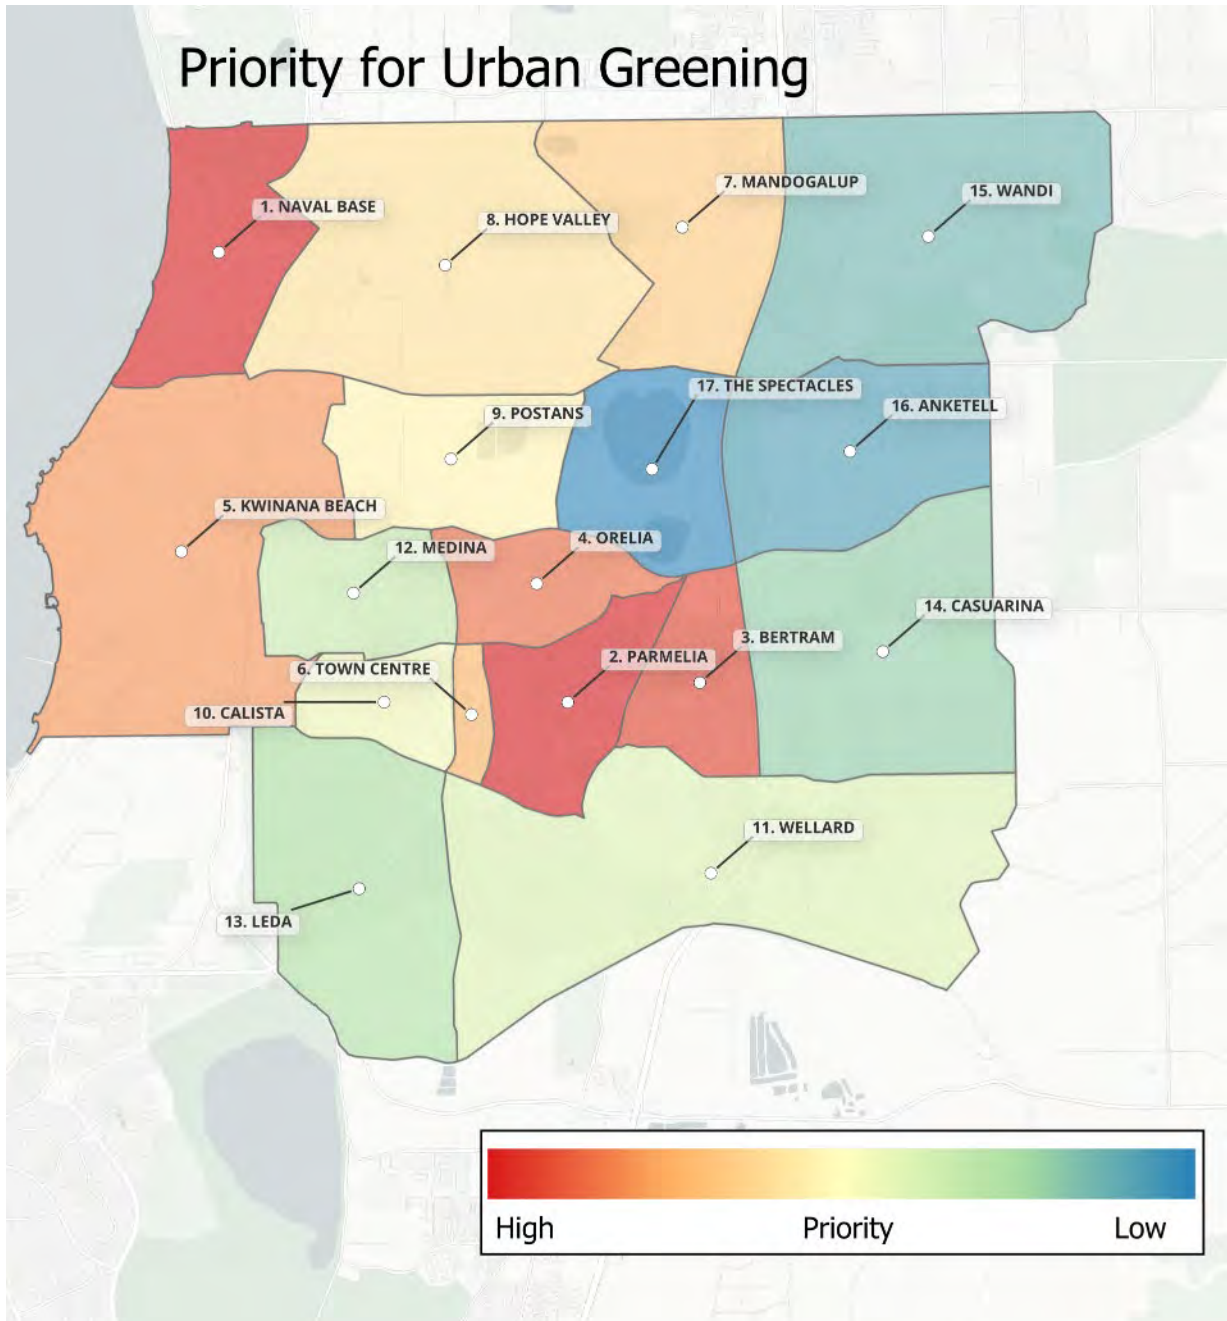 Priority for Urban Greening
1. NAVAL BASE
8. HOPE VALLEY
7. MANDOGALUP
15. WANDI
17. THE SPECTACLES
9. POSTANS
16. ANKETELL
5. KWINANA BEACH
12. MEDINA
4. ORELIA
14. CASUARINA
3. BERTRAM
2. PARMELIA
6. TOWN CENTRE
10. CALISTA
11. WELLARD
13. LEDA
High Priority Low